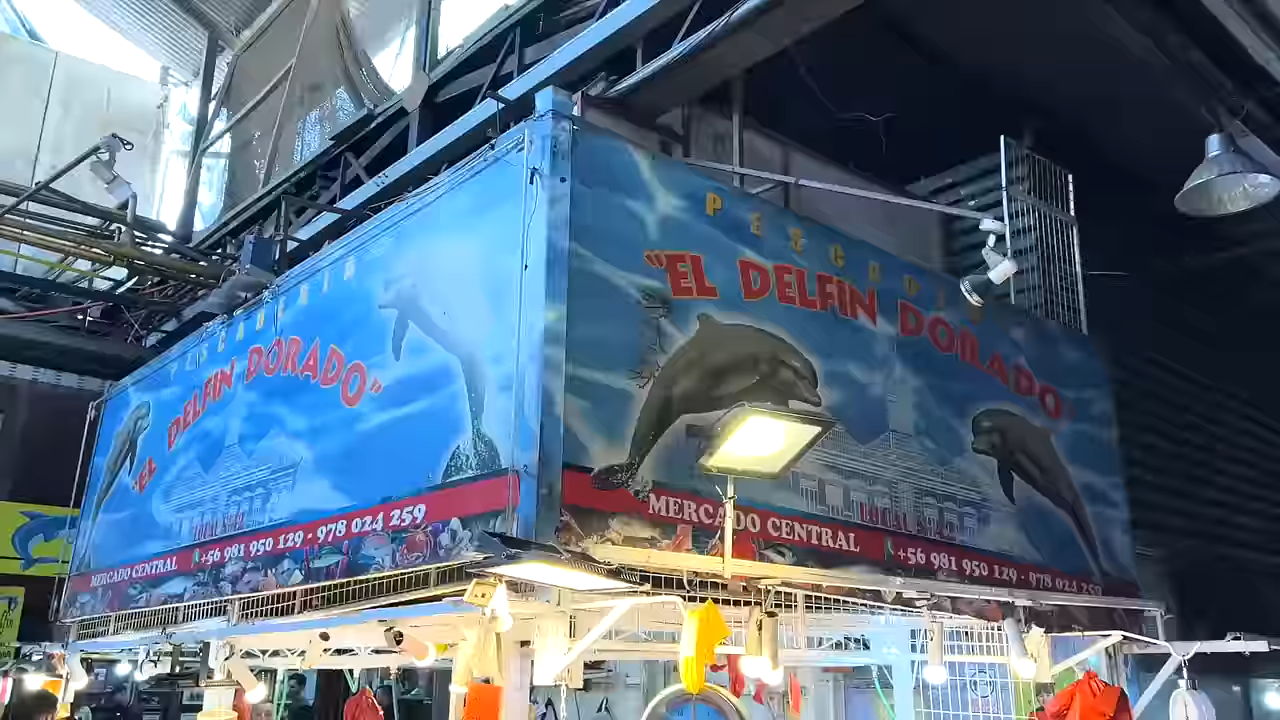 PESCADERIA
"EL DELFIN DORADO"
MERCADO CENTRAL +56 981 950 129 - 978 024 259
"EL DELFIN DORADO"
MERCADO CENTRAL +56 981 950 129 - 978 024 259